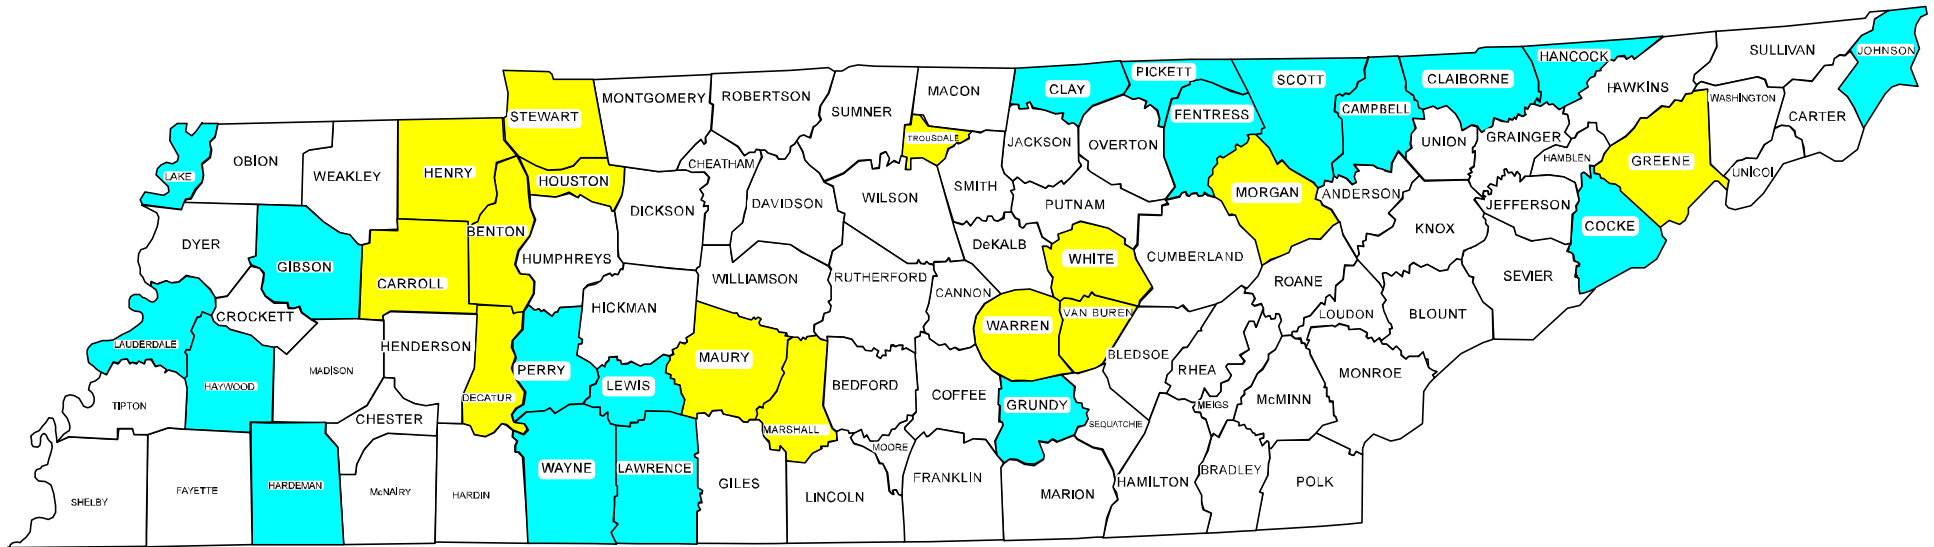 JOHNSON
SULLIVAN
HANCOCK
HAWKINS
WASHINGTON
CARTER
PICKETT
SCOTT
CLAIBORNE
CLAY
CAMPBELL
FENTRESS
MACON
ROBERTSON
MONTGOMERY
SUMNER
STEWART
TROUSDALE
JACKSON
OVERTON
UNION
GRAINGER
HAMBLEN
GREENE
UNICOI
OBION
LAKE
WEAKLEY
HENRY
HOUSTON
CHEATHAM
DICKSON
DAVIDSON
WILSON
SMITH
PUTNAM
MORGAN
ANDERSON
JEFFERSON
KNOX
COCKE
DYER
GIBSON
BENTON
HUMPHREYS
DeKALB
WHITE
CUMBERLAND
SEVIER
CARROLL
WILLIAMSON
RUTHERFORD
CANNON
ROANE
HICKMAN
CROCKETT
VAN BUREN
LOUDON
BLOUNT
WARREN
LAUDERDALE
HENDERSON
MAURY
BLEDSOE
MADISON
PERRY
RHEA
MONROE
HAYWOOD
LEWIS
BEDFORD
COFFEE
DECATUR
TIPTON
GRUNDY
MEIGS
McMINN
CHESTER
SEQUATCHIE
MARSHALL
MOORE
WAYNE
LAWRENCE
BRADLEY
HARDEMAN
GILES
FRANKLIN
HAMILTON
POLK
SHELBY
FAYETTE
McNAIRY
HARDIN
LINCOLN
MARION